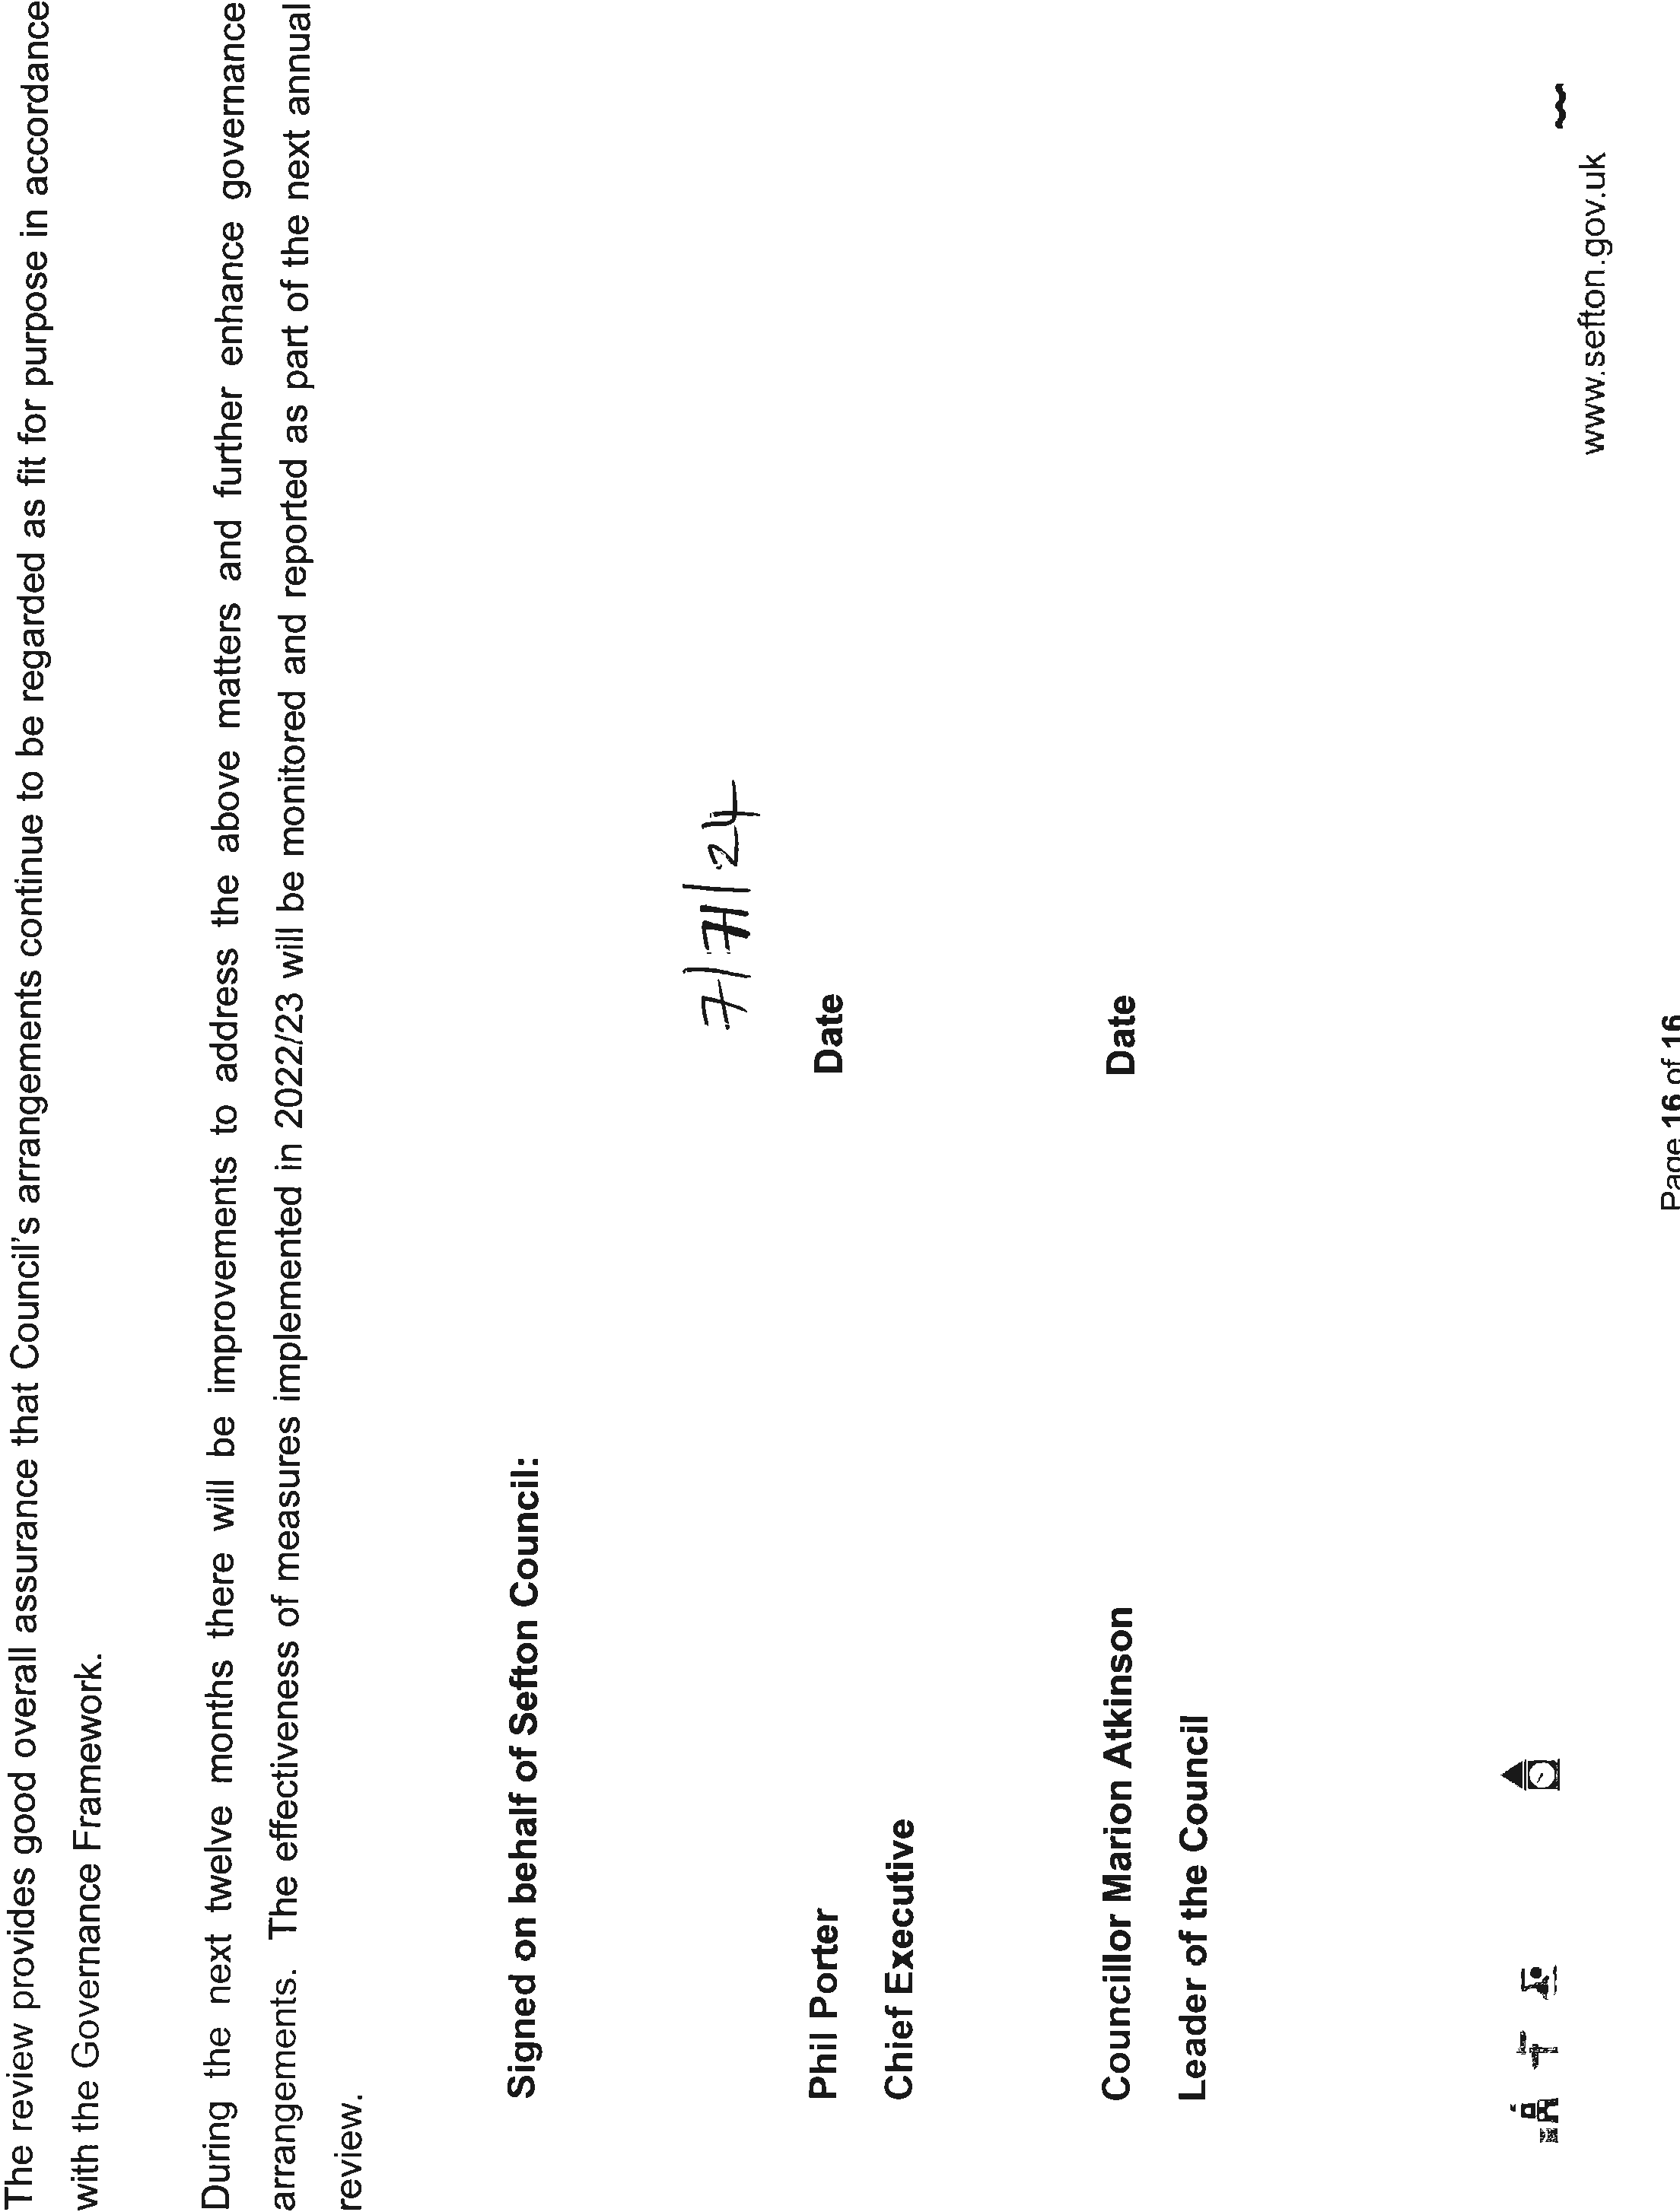 The review provides good overall assurance that Council's arrangements continue to be regarded as fit for purpose in accordance
with the Governance Framework.
During the next twelve months there will be improvements to address the above matters and further enhance governance
arrangements. The effectiveness of measures implemented in 2022/23 will be monitored and reported as part of the next annual
review.
Signed on behalf of Sefton Council:
Phil Porter Date
Chief Executive
Councillor Marion Atkinson Date
Leader of the Council
www.sefton.gov.uk
Page 16 of 16